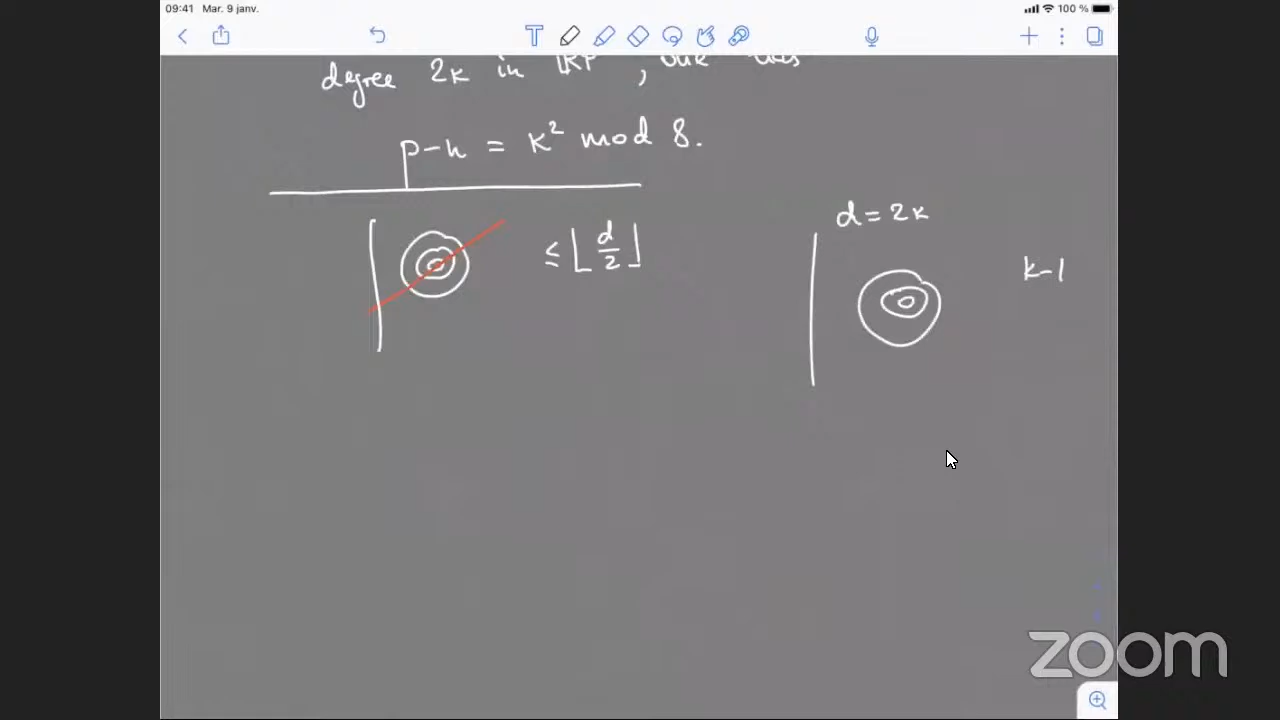 09:41 Mar. 9 janv. 100 %
degree 2k in
p-n = k² mod 8.
≤ ⌊d/2⌋
d = 2k
k-1
zoom